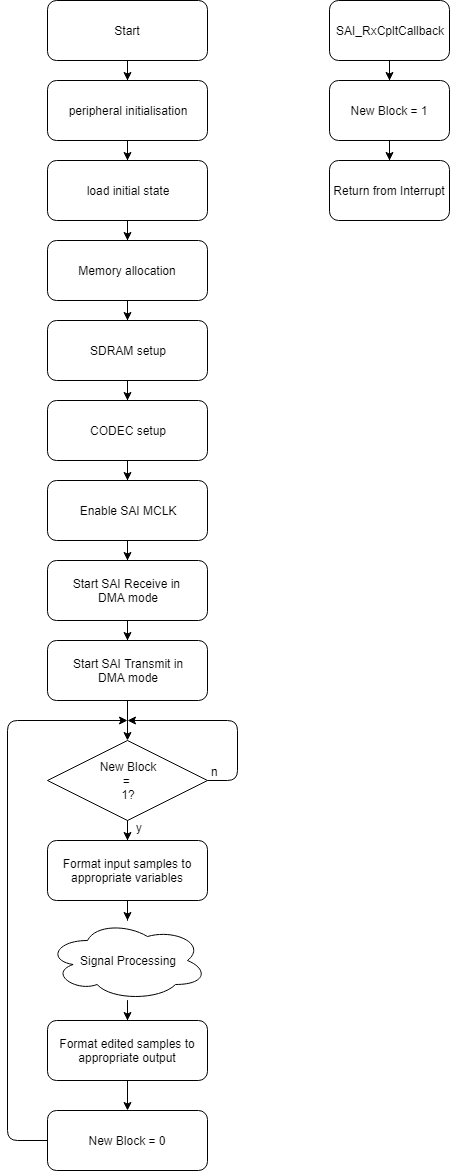 Start
peripheral initialisation
load initial state
Memory allocation
SDRAM setup
CODEC setup
Enable SAI MCLK
Start SAI Receive in
DMA mode
Start SAI Transmit in
DMA mode
New Block
=
1?
n
y
Format input samples to
appropriate variables
Signal Processing
Format edited samples to
appropriate output
New Block = 0
SAI_RxCpltCallback
New Block = 1
Return from Interrupt